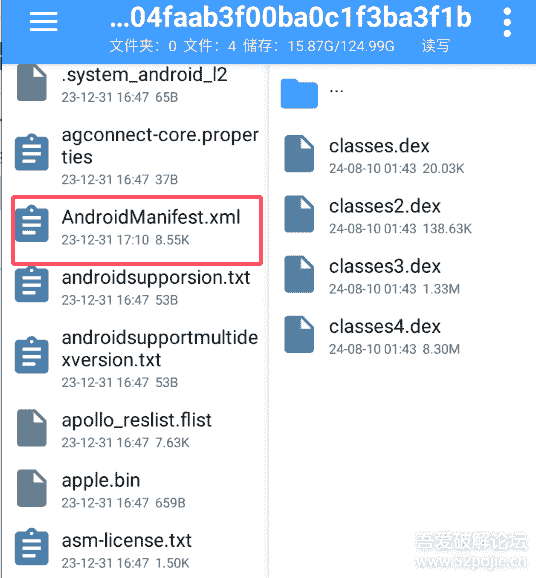 ...04faab3f00ba0c1f3ba3f1b
文件夹：0 文件：4 储存：15.87G/124.99G 读写
.system_android_l2
23-12-31 16:47 65B
agconnect-core.proper
ties
23-12-31 16:47 37B
AndroidManifest.xml
23-12-31 17:10 8.55K
androidsupporsion.txt
23-12-31 16:47 53B
androidsupportmultide
xversion.txt
23-12-31 16:47 53B
apollo_reslist.flist
23-12-31 16:47 7.63K
apple.bin
23-12-31 16:47 659B
asm-license.txt
23-12-31 16:47 1.50K
...
classes.dex
24-08-10 01:43 20.03K
classes2.dex
24-08-10 01:43 138.63K
classes3.dex
24-08-10 01:43 1.33M
classes4.dex
24-08-10 01:43 8.30M
吾爱破解论坛
www.52pojie.cn